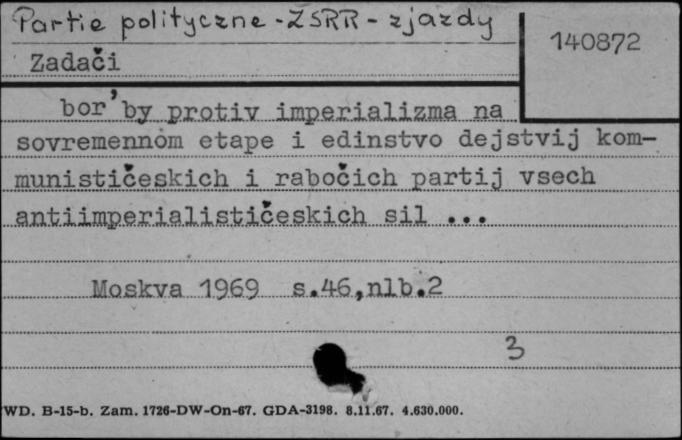 Partie polityczne - ZSRR - zjazdy
140872
Zadači
bor'by protiv imperializma na
sovremennom etape i edinstvo dejstvij kom-
munističeskich i rabočich partij vsech
antiimperialističeskich sil ...
Moskva 1969 s.46,nlb.2
3
WD. B-15-b. Zam. 1726-DW-On-67. GDA-3198. 8.11.67. 4.630.000.